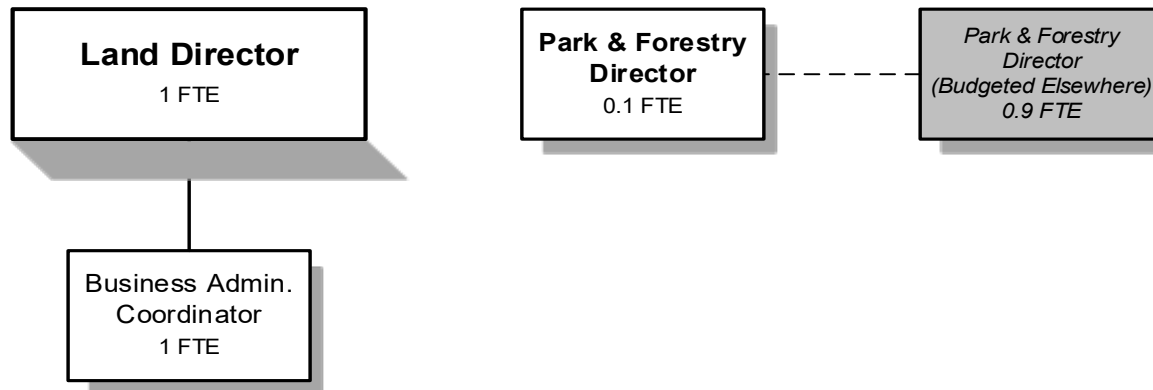 Land Director
1 FTE
Park & Forestry
Director
0.1 FTE
Park & Forestry
Director
(Budgeted Elsewhere)
0.9 FTE
Business Admin.
Coordinator
1 FTE